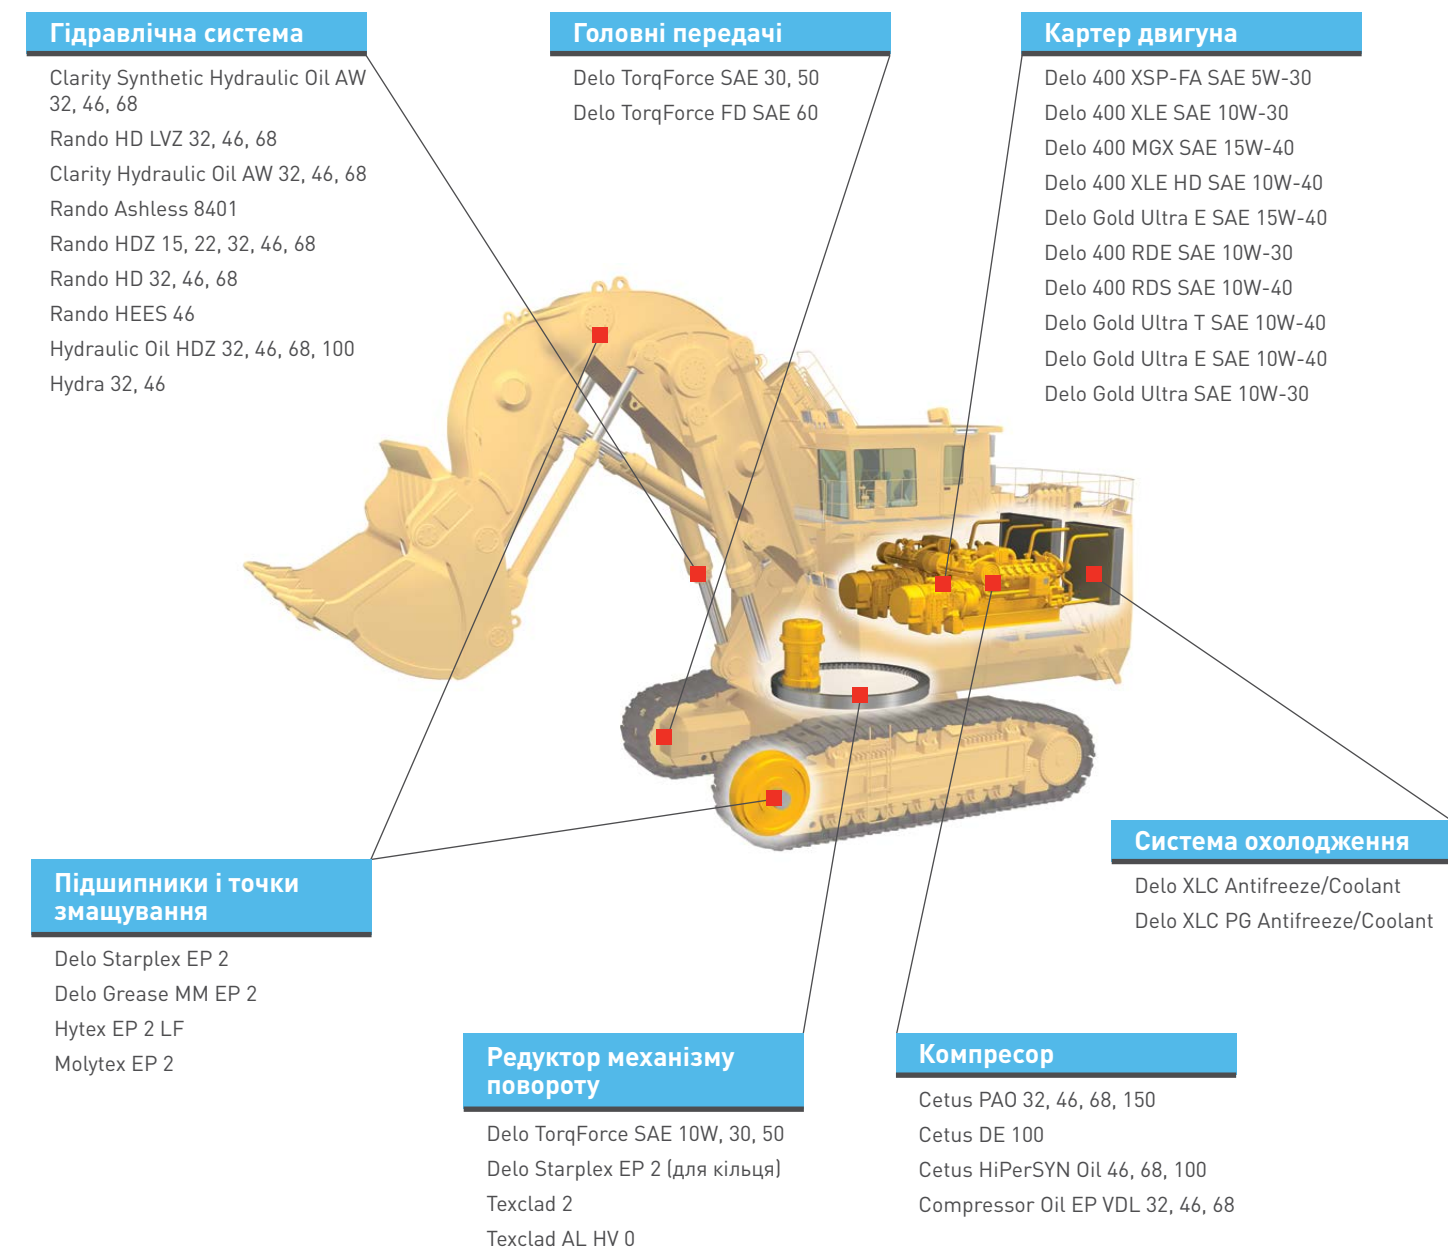 Гідравлічна система
Clarity Synthetic Hydraulic Oil AW
32, 46, 68
Rando HD LVZ 32, 46, 68
Clarity Hydraulic Oil AW 32, 46, 68
Rando Ashless 8401
Rando HDZ 15, 22, 32, 46, 68
Rando HD 32, 46, 68
Rando HEES 46
Hydraulic Oil HDZ 32, 46, 68, 100
Hydra 32, 46
Головні передачі
Delo TorqForce SAE 30, 50
Delo TorqForce FD SAE 60
Картер двигуна
Delo 400 XSP-FA SAE 5W-30
Delo 400 XLE SAE 10W-30
Delo 400 MGX SAE 15W-40
Delo 400 XLE HD SAE 10W-40
Delo Gold Ultra E SAE 15W-40
Delo 400 RDE SAE 10W-30
Delo 400 RDS SAE 10W-40
Delo Gold Ultra T SAE 10W-40
Delo Gold Ultra E SAE 10W-40
Delo Gold Ultra SAE 10W-30
Система охолодження
Delo XLC Antifreeze/Coolant
Delo XLC PG Antifreeze/Coolant
Підшипники і точки
змащування
Delo Starplex EP 2
Delo Grease MM EP 2
Hytex EP 2 LF
Molytex EP 2
Редуктор механізму
повороту
Delo TorqForce SAE 10W, 30, 50
Delo Starplex EP 2 (для кільця)
Texclad 2
Texclad AL HV 0
Компресор
Cetus PAO 32, 46, 68, 150
Cetus DE 100
Cetus HiPerSYN Oil 46, 68, 100
Compressor Oil EP VDL 32, 46, 68